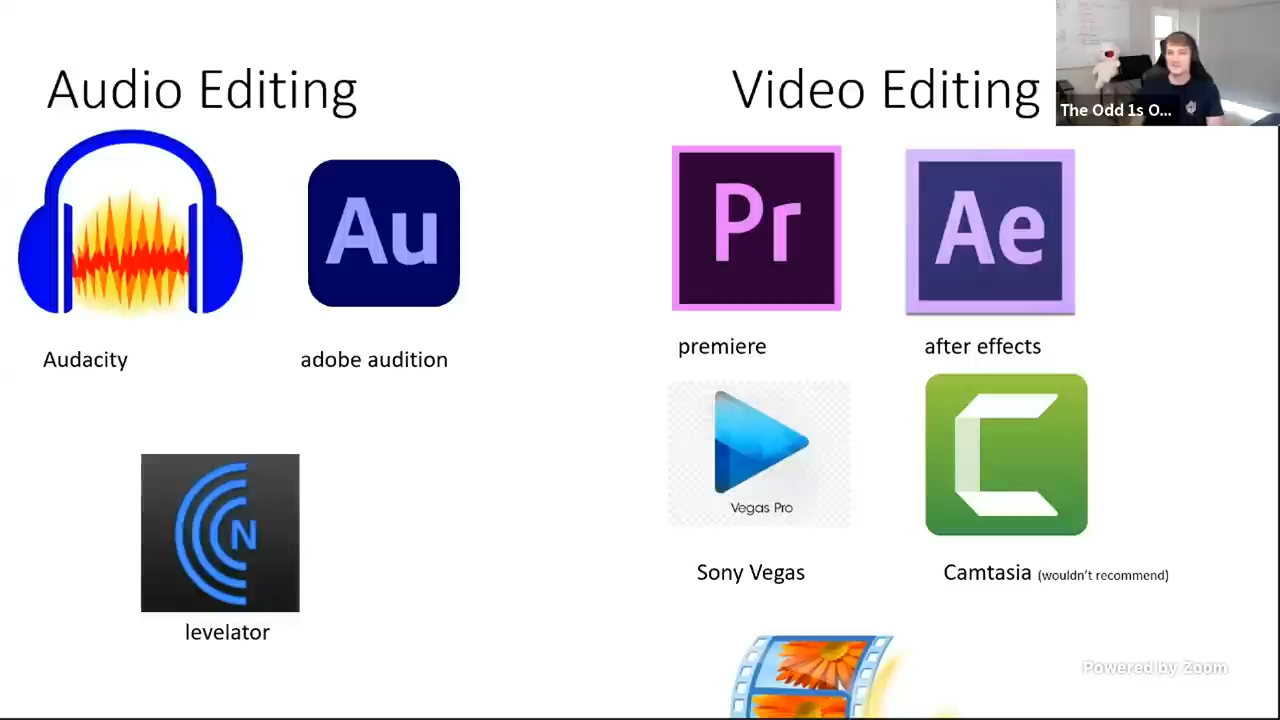 Audio Editing
Video Editing
The Odd 1s O...
Au
Pr
Ae
Audacity
adobe audition
premiere
after effects
Vegas Pro
N
Sony Vegas
Camtasia (wouldn't recommend)
levelator
Powered by Zoom